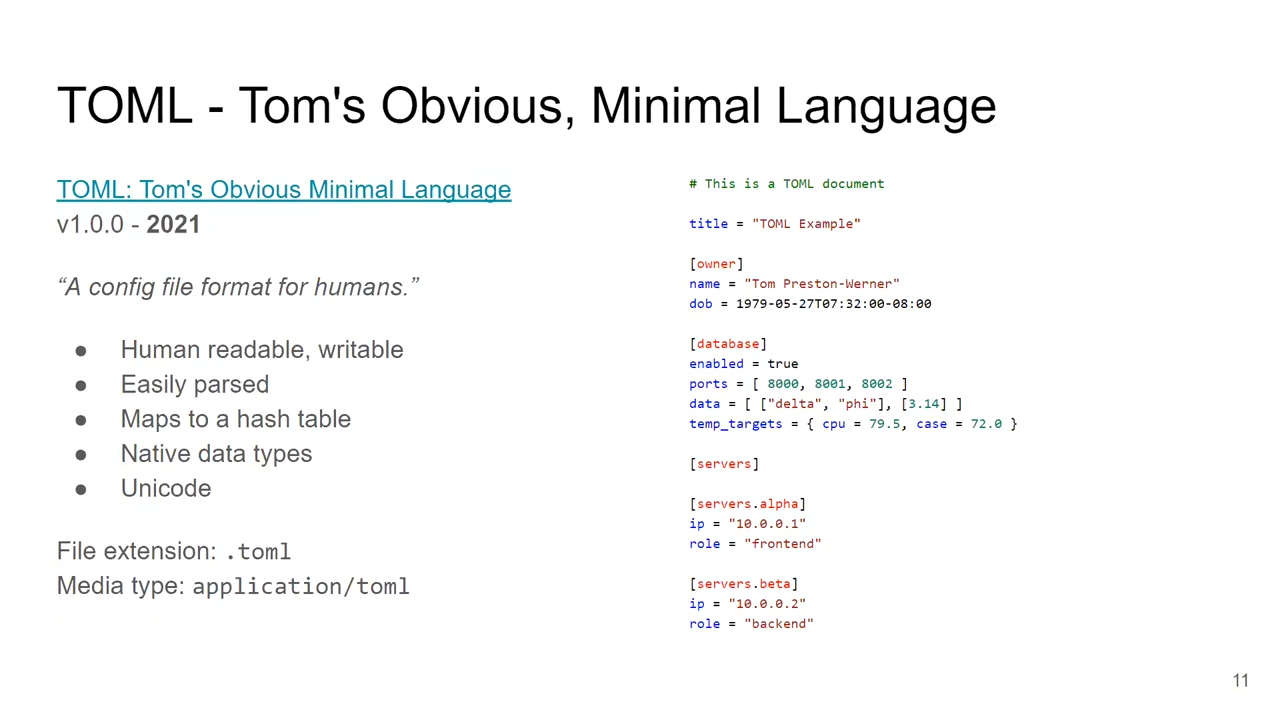 TOML - Tom's Obvious, Minimal Language
TOML: Tom's Obvious Minimal Language
v1.0.0 - 2021
“A config file format for humans.”
● Human readable, writable
● Easily parsed
● Maps to a hash table
● Native data types
● Unicode
File extension: .toml
Media type: application/toml
# This is a TOML document
title = "TOML Example"
[owner]
name = "Tom Preston-Werner"
dob = 1979-05-27T07:32:00-08:00
[database]
enabled = true
ports = [ 8000, 8001, 8002 ]
data = [ ["delta", "phi"], [3.14] ]
temp_targets = { cpu = 79.5, case = 72.0 }
[servers]
[servers.alpha]
ip = "10.0.0.1"
role = "frontend"
[servers.beta]
ip = "10.0.0.2"
role = "backend"
11